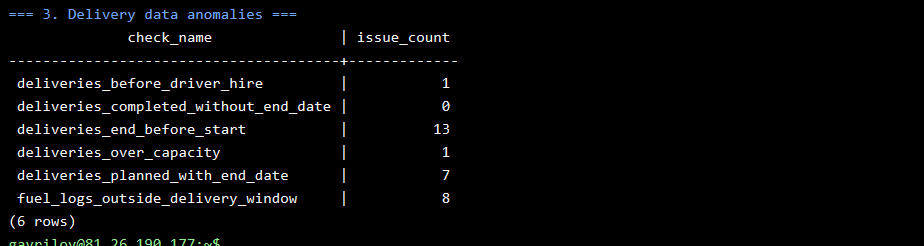 === 3. Delivery data anomalies ===
check_name | issue_count
----------------------------------------+-------------
deliveries_before_driver_hire | 1
deliveries_completed_without_end_date | 0
deliveries_end_before_start | 13
deliveries_over_capacity | 1
deliveries_planned_with_end_date | 7
fuel_logs_outside_delivery_window | 8
(6 rows)
gavrilov@81.26.190.177:~$